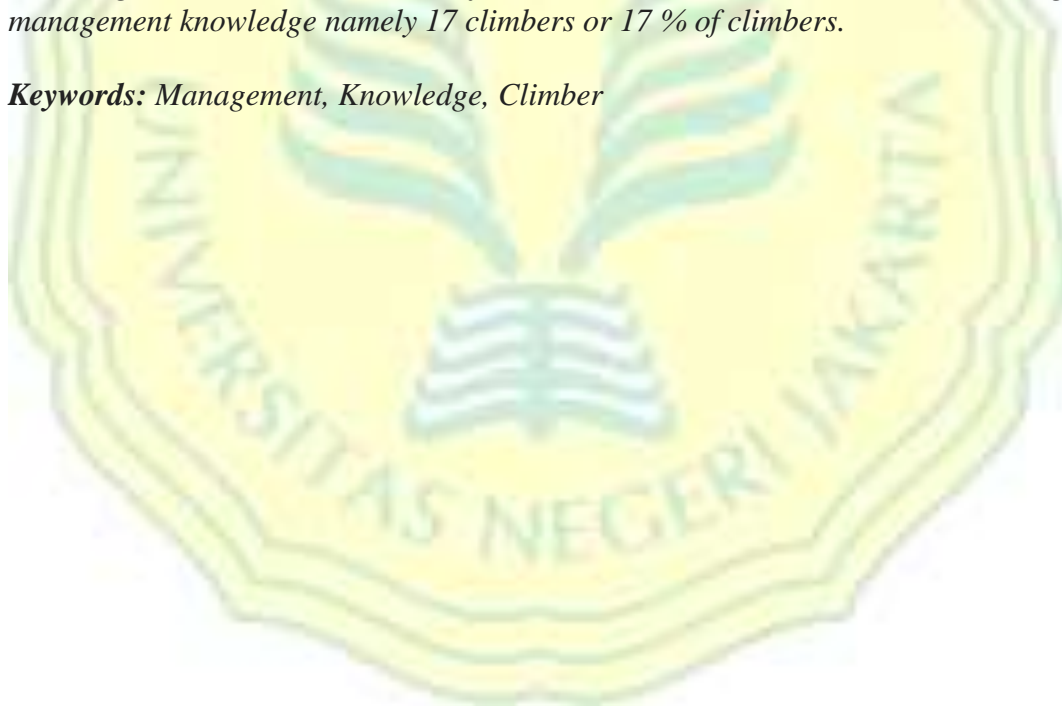 management knowledge namely 17 climbers or 17 % of climbers.
Keywords: Management, Knowledge, Climber
UNIVERSITAS NEGERI JAKARTA